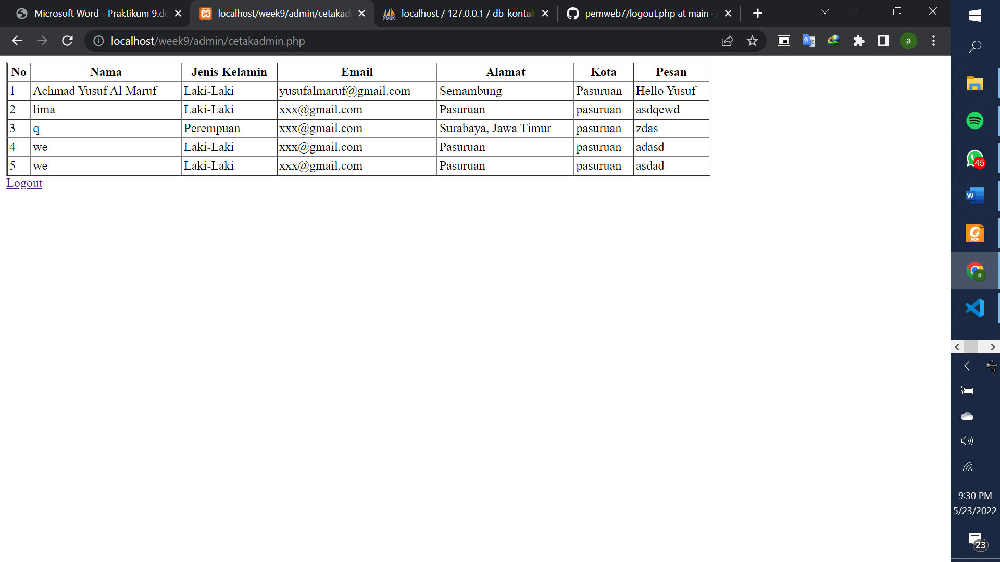 Microsoft Word - Praktikum 9.dc
localhost/week9/admin/cetakad
localhost / 127.0.0.1 / db_kontak
pemweb7/logout.php at main ·
localhost/week9/admin/cetakadmin.php
a
No Nama Jenis Kelamin Email Alamat Kota Pesan
1 Achmad Yusuf Al Maruf Laki-Laki yusufalmaruf@gmail.com Semambung Pasuruan Hello Yusuf
2 lima Laki-Laki xxx@gmail.com Pasuruan pasuruan asdqewd
3 q Perempuan xxx@gmail.com Surabaya, Jawa Timur pasuruan zdas
4 we Laki-Laki xxx@gmail.com Pasuruan pasuruan adasd
5 we Laki-Laki xxx@gmail.com Pasuruan pasuruan asdad
Logout
45
W
PDF
a
9:30 PM
5/23/2022
23